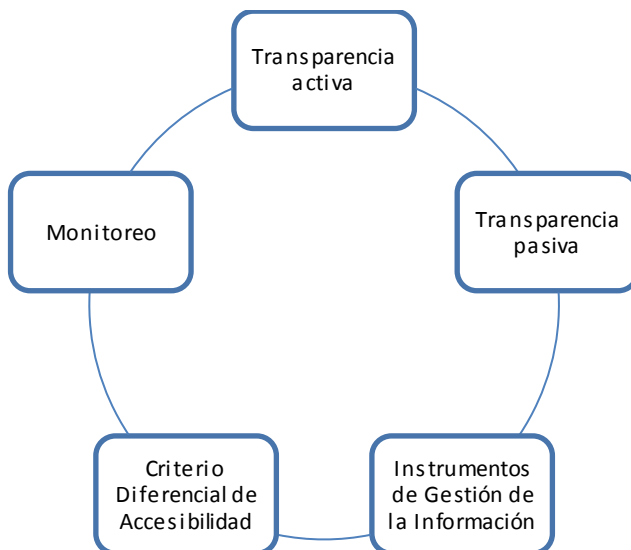 Transparencia
activa
Transparencia
pasiva
Instrumentos
de Gestión de
la Información
Criterio
Diferencial de
Accesibilidad
Monitoreo